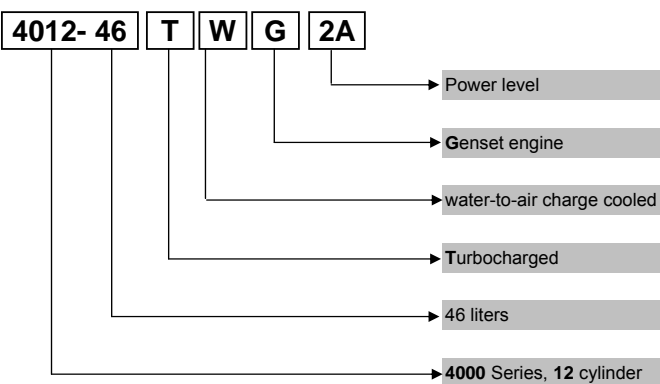 4012- 46 T W G 2A
Power level
Genset engine
water-to-air charge cooled
Turbocharged
46 liters
4000 Series, 12 cylinder